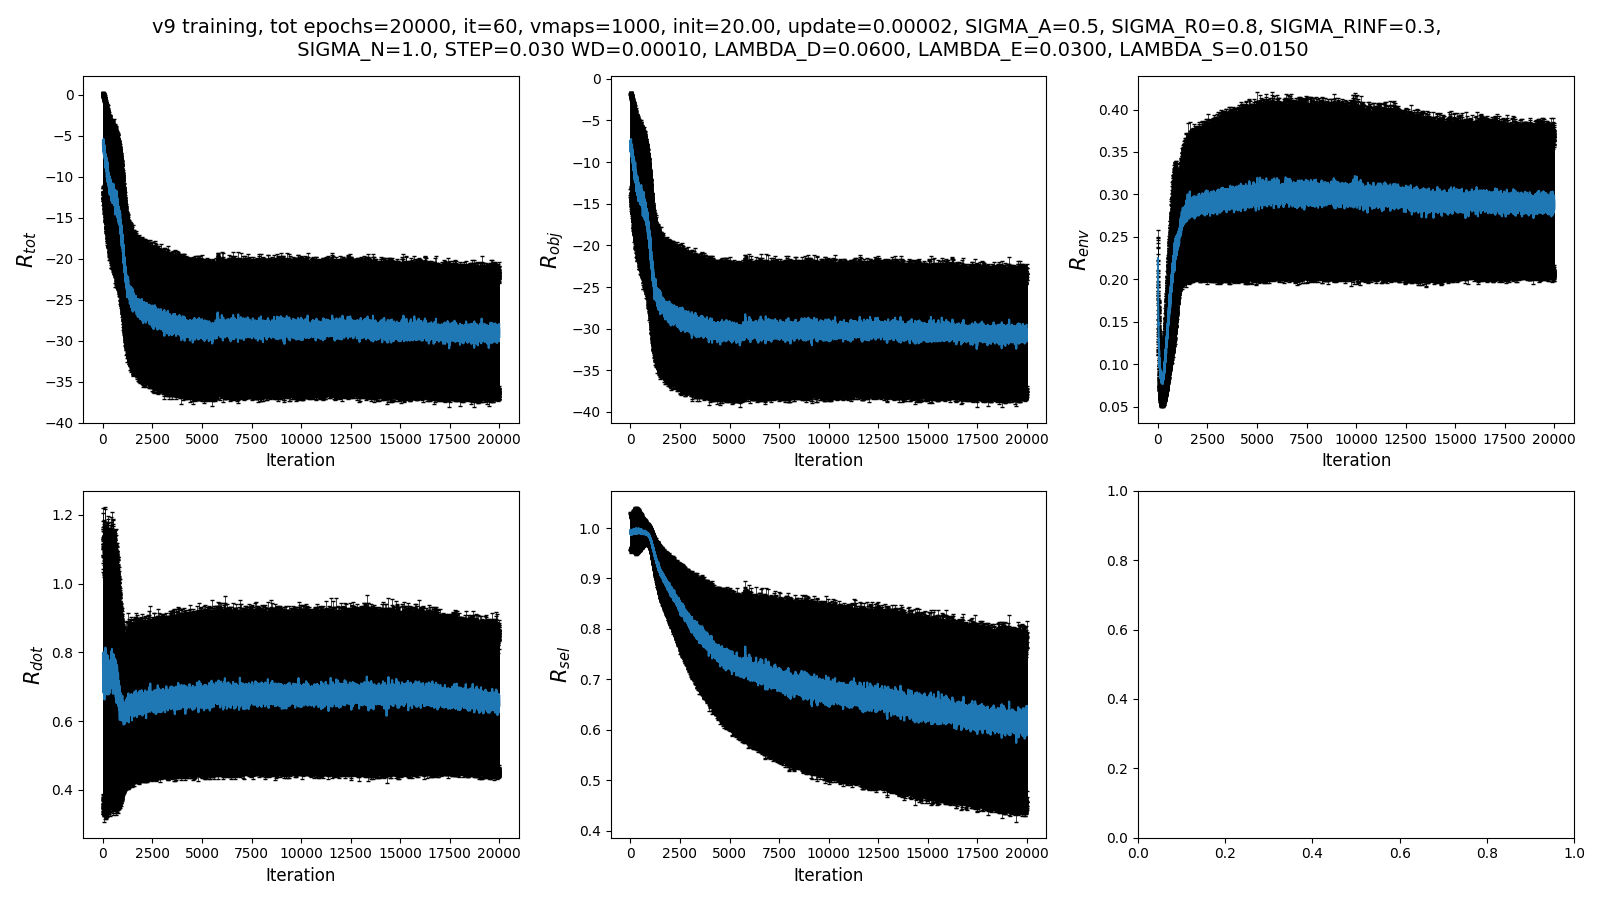 v9 training, tot epochs=20000, it=60, vmaps=1000, init=20.00, update=0.00002, SIGMA_A=0.5, SIGMA_R0=0.8, SIGMA_RINF=0.3,
SIGMA_N=1.0, STEP=0.030 WD=0.00010, LAMBDA_D=0.0600, LAMBDA_E=0.0300, LAMBDA_S=0.0150
R_tot
0
−5
−10
−15
−20
−25
−30
−35
−40
0 2500 5000 7500 10000 12500 15000 17500 20000
Iteration
R_obj
0
−5
−10
−15
−20
−25
−30
−35
−40
0 2500 5000 7500 10000 12500 15000 17500 20000
Iteration
R_env
0.40
0.35
0.30
0.25
0.20
0.15
0.10
0.05
0 2500 5000 7500 10000 12500 15000 17500 20000
Iteration
R_dot
1.2
1.0
0.8
0.6
0.4
0 2500 5000 7500 10000 12500 15000 17500 20000
Iteration
R_sel
1.0
0.9
0.8
0.7
0.6
0.5
0.4
0 2500 5000 7500 10000 12500 15000 17500 20000
Iteration
1.0
0.8
0.6
0.4
0.2
0.0
0.0 0.2 0.4 0.6 0.8 1.0